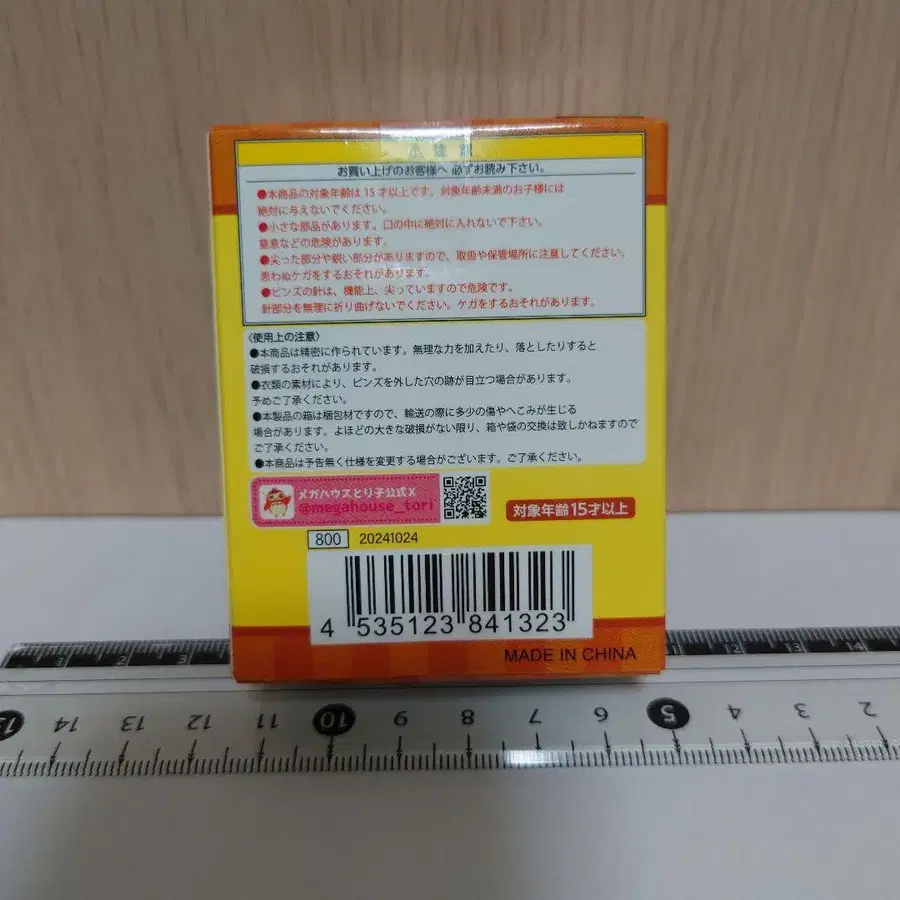 お買い上げのお客様へ 必ずお読み下さい。
●本商品の対象年齢は 15 才以上です。対象年齢未満のお子様には
絶対に与えないでください。
●小さな部品があります。口の中に絶対に入れないで下さい。
窒息などの危険があります。
●尖った部分や鋭い部分がありますので、取扱や保管場所に注意してください。
思わぬケガをするおそれがあります。
●ピンズの針は、機能上、尖っていますので危険です。
針部分を無理に折り曲げないでください。ケガをするおそれがあります。
〈使用上の注意〉
●本商品は精密に作られています。無理な力を加えたり、落としたりすると
破損するおそれがあります。
●衣類の素材により、ピンズを外した穴の跡が目立つ場合があります。
予めご了承ください。
●本製品の箱は梱包材ですので、輸送の際に多少の傷やへこみが生じる
場合があります。よほどの大きな破損がない限り、箱や袋の交換は致しかねますので
ご了承ください。
●本商品は予告無く仕様を変更する場合がございます。ご了承ください。
メガハウスとり子公式X
@megahouse_tori
対象年齢15才以上
800 20241024
4 535123 841323
MADE IN CHINA
1 2 3 12 13 14
15 14 13 12 11 10 9 8 7 6 5 4 3 2